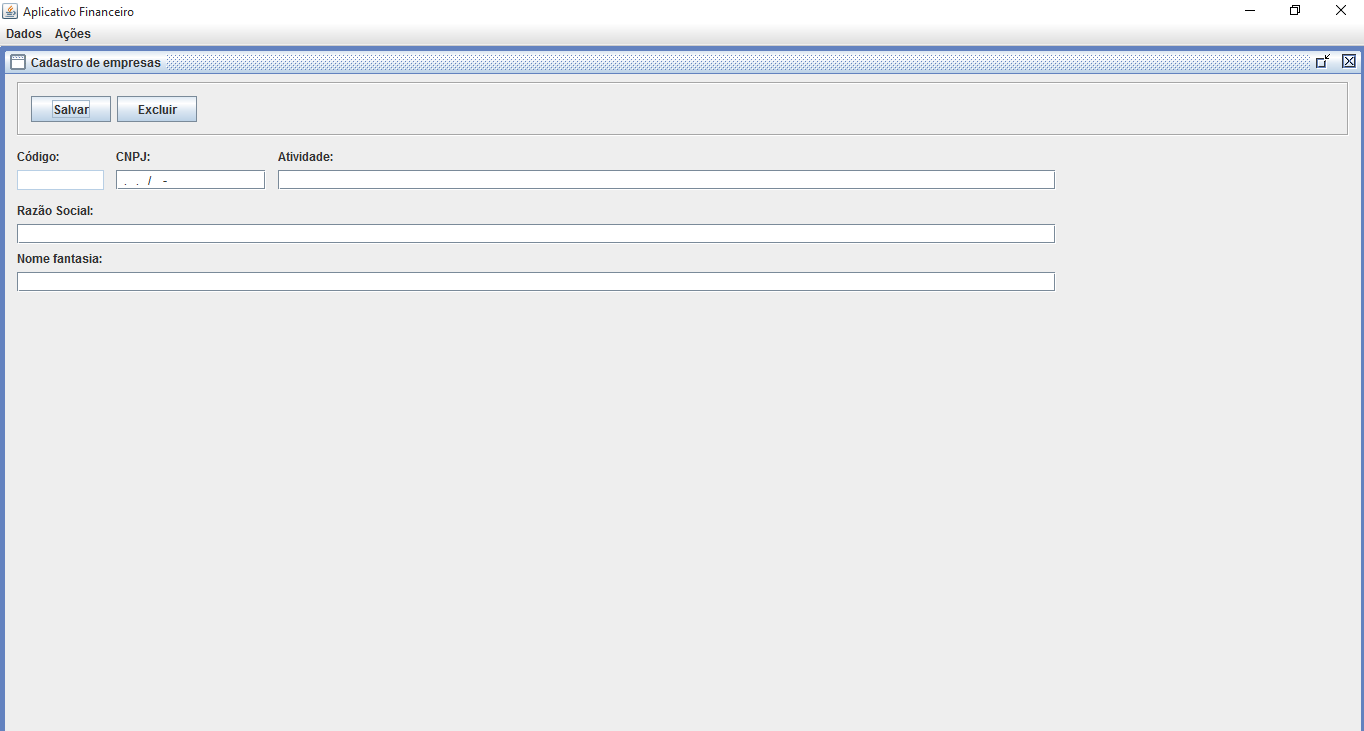 Aplicativo Financeiro
Dados Ações
Cadastro de empresas
Salvar Excluir
Código: CNPJ: Atividade:
. . / -
Razão Social:
Nome fantasia: